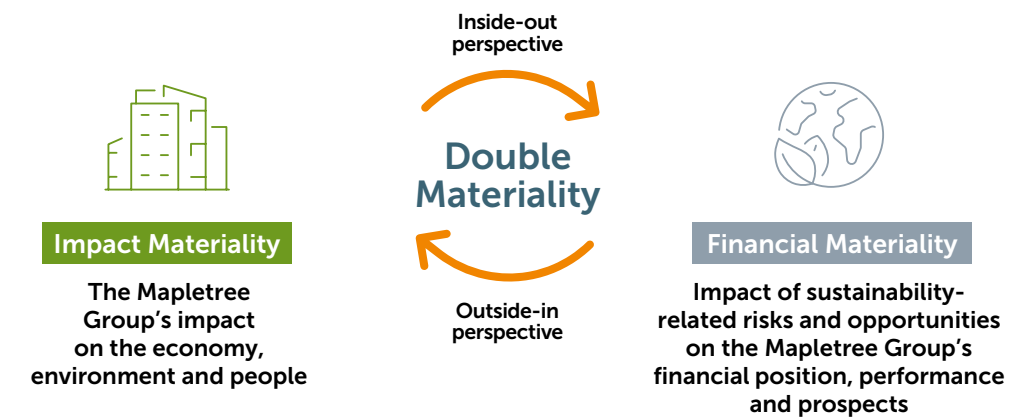 Inside-out
perspective
Double
Materiality
Impact Materiality
The Mapletree
Group's impact
on the economy,
environment and people
Outside-in
perspective
Financial Materiality
Impact of sustainability-
related risks and opportunities
on the Mapletree Group's
financial position, performance
and prospects